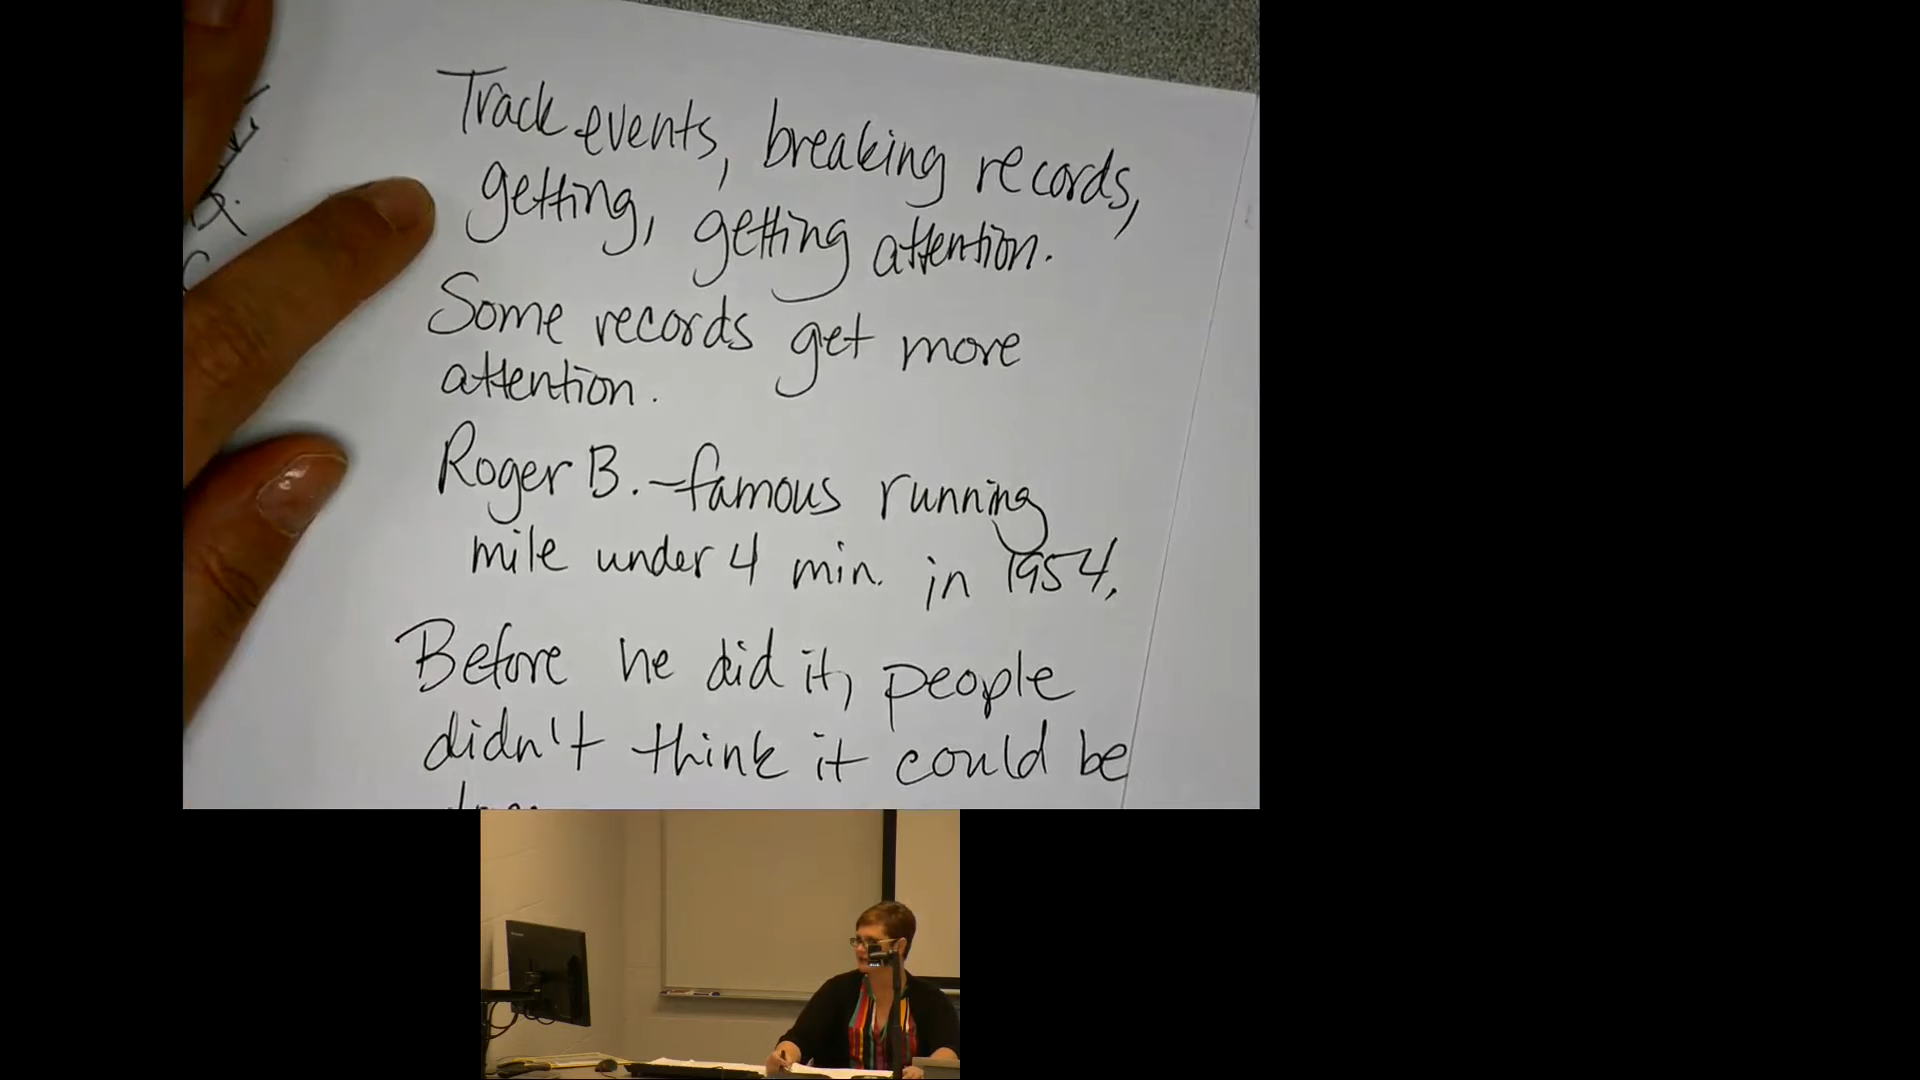 Track events, breaking records,
getting, getting attention.
Some records get more
attention.
Roger B. - famous running
mile under 4 min. in 1954.
Before he did it, people
didn't think it could be